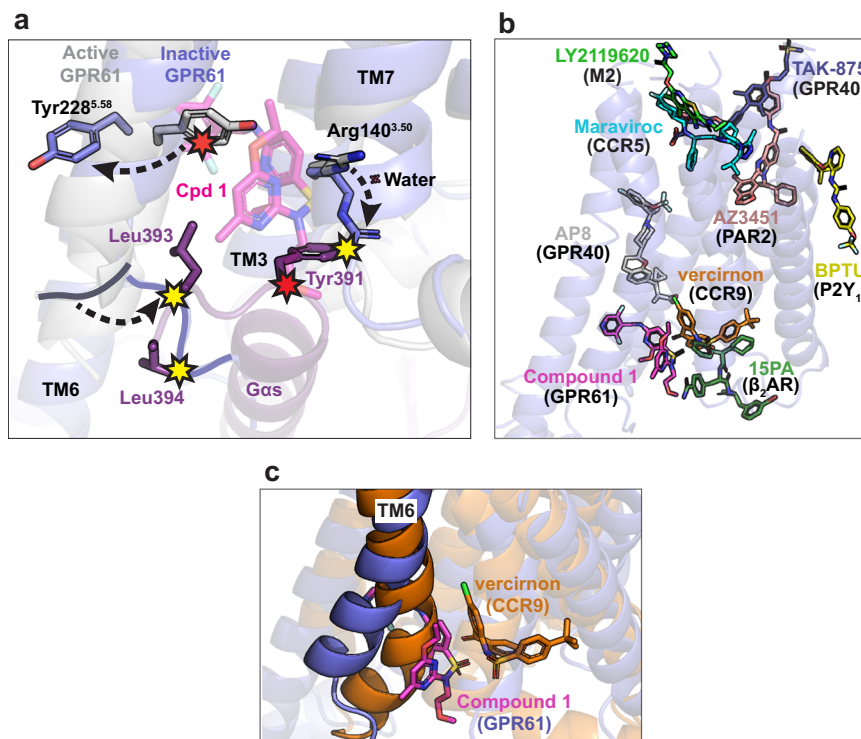 a
Active
GPR61
Inactive
GPR61
TM7
Tyr228^5.58
Arg140^3.50
Water
Cpd 1
Leu393
TM3
Tyr391
TM6
Leu394
Gαs
b
LY2119620
(M2)
TAK-875
(GPR40)
Maraviroc
(CCR5)
AP8
(GPR40)
AZ3451
(PAR2)
BPTU
(P2Y₁
vercirnon
(CCR9)
Compound 1
(GPR61)
15PA
(β₂AR)
c
TM6
vercirnon
(CCR9)
Compound 1
(GPR61)